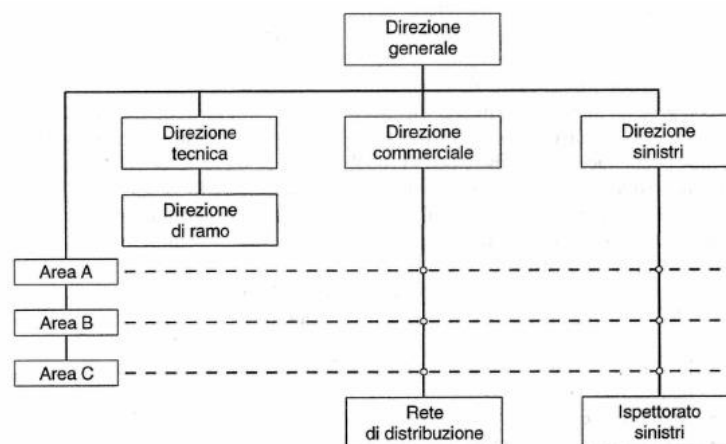 Direzione
generale
Direzione
tecnica
Direzione
commerciale
Direzione
sinistri
Direzione
di ramo
Area A
Area B
Area C
Rete
di distribuzione
Ispettorato
sinistri